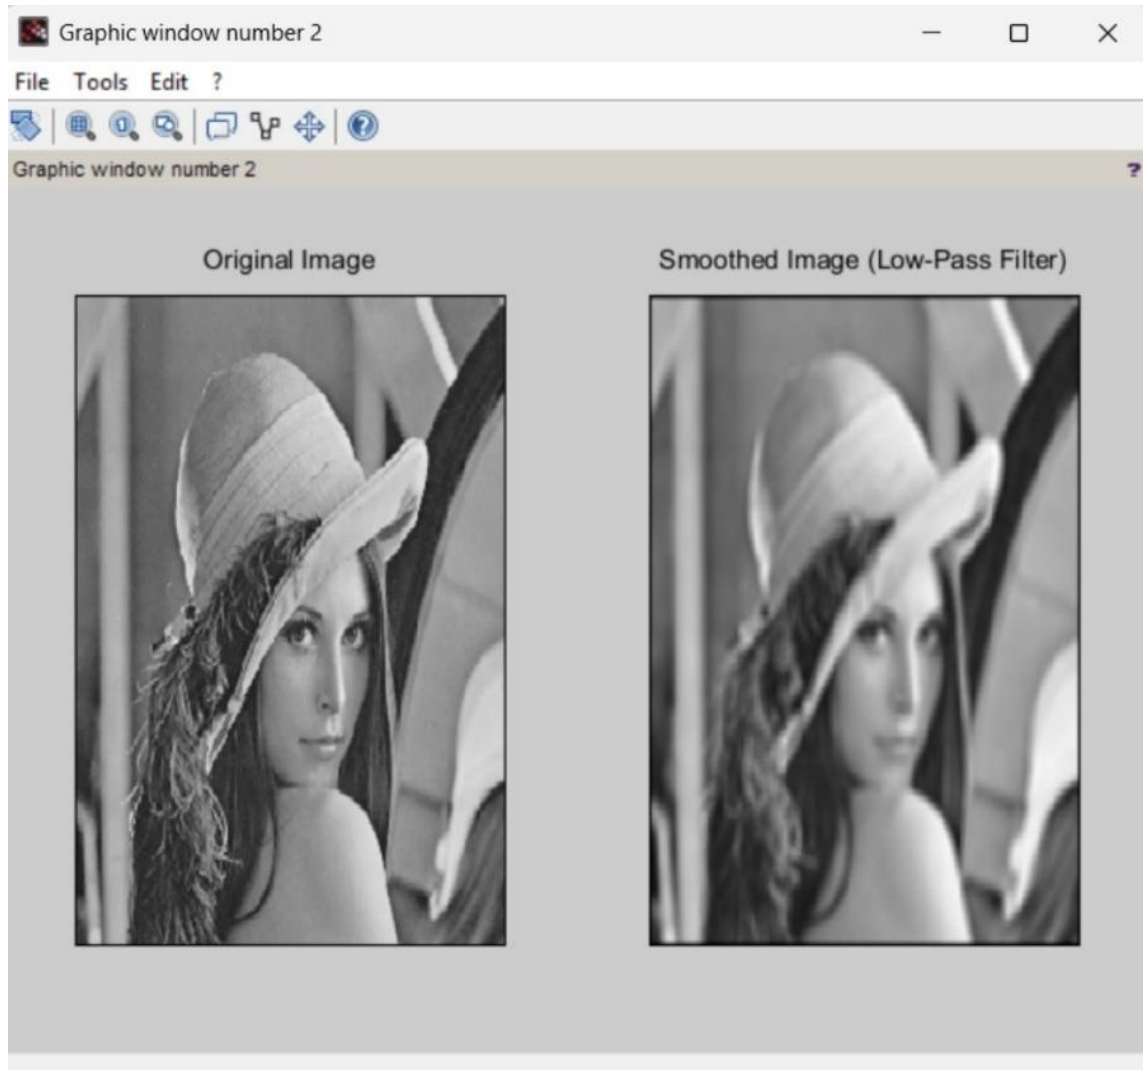 Graphic window number 2
File Tools Edit ?
Graphic window number 2 ?
Original Image Smoothed Image (Low-Pass Filter)